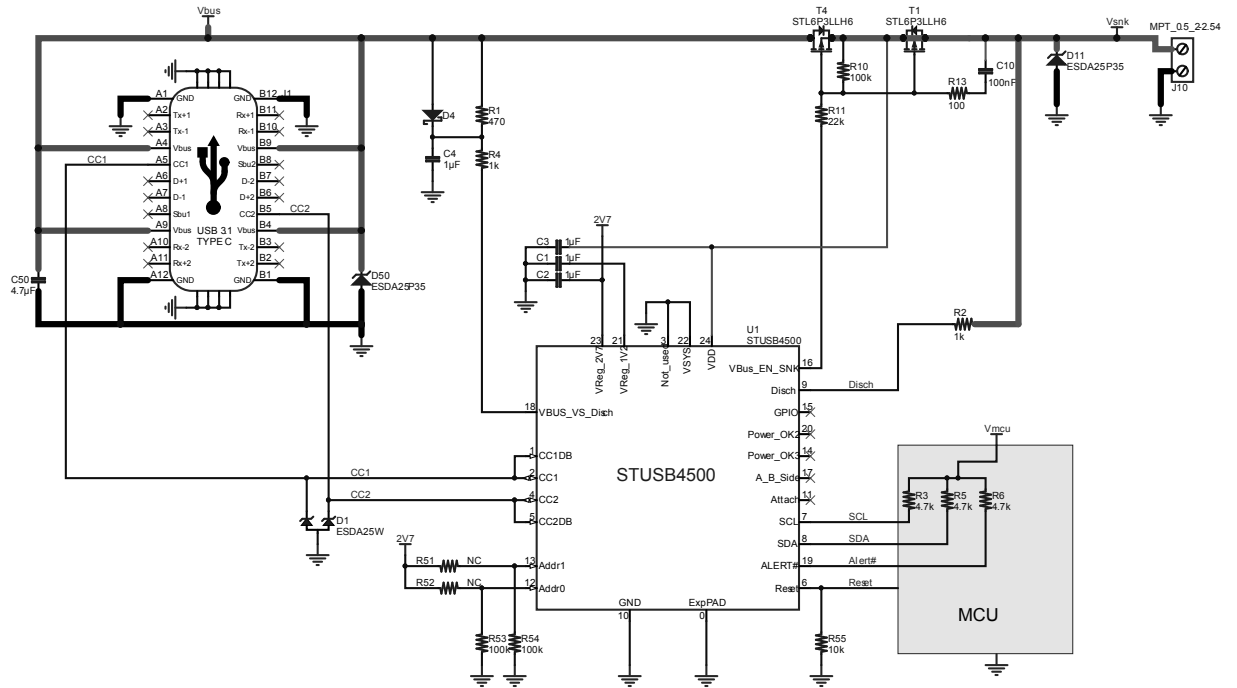 Vbus
T4
STL6P3LLH6
T1
STL6P3LLH6
Vsnk
MPT_0.5_2-2.54
J10
R10
100k
C10
100nF
R13
100
D11
ESDA25P35
R11
22k
D4
R1
470
C4
1µF
R4
1k
J1
A1 GND
A2 Tx+1
A3 Tx-1
A4 Vbus
A5 CC1
A6 D+1
A7 D-1
A8 Sbu1
A9 Vbus
A10 Rx-2
A11 Rx+2
A12 GND
GND B12
Rx+1 B11
Rx-1 B10
Vbus B9
Sbu2 B8
D-2 B7
D+2 B6
CC2 B5
Vbus B4
Tx-2 B3
Tx+2 B2
GND B1
USB 3.1
TYPE C
CC1
CC2
C50
4.7µF
D50
ESDA25P35
2V7
C3 1µF
C1 1µF
C2 1µF
R2
1k
U1
STUSB4500
23 VReg_2V7
21 VReg_1V2
3 Not_used
22 VSYS
24 VDD
VBus_EN_SNK 16
Disch 9 Disch
GPIO 15
Power_OK2 20
Power_OK3 14
A_B_Side 17
Attach 11
SCL 7 SCL
SDA 8 SDA
ALERT# 19 Alert#
Reset 6 Reset
18 VBUS_VS_Disch
1 CC1DB
CC1 2 CC1
CC2 4 CC2
5 CC2DB
13 Addr1
12 Addr0
STUSB4500
GND
10
ExpPAD
0
D1
ESDA25W
2V7
R51 NC
R52 NC
R53
100k
R54
100k
R55
10k
Vmcu
R3
4.7k
R5
4.7k
R6
4.7k
MCU